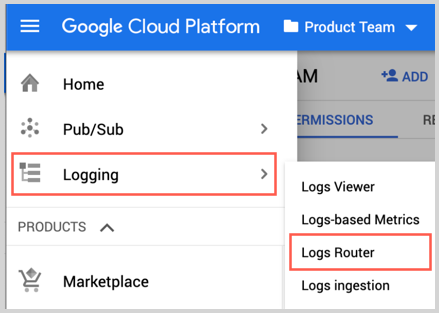 Google Cloud Platform
Product Team
Home
AM
ADD
Pub/Sub
ERMISSIONS
RE
Logging
Logs Viewer
Logs-based Metrics
PRODUCTS
Logs Router
Marketplace
Logs ingestion